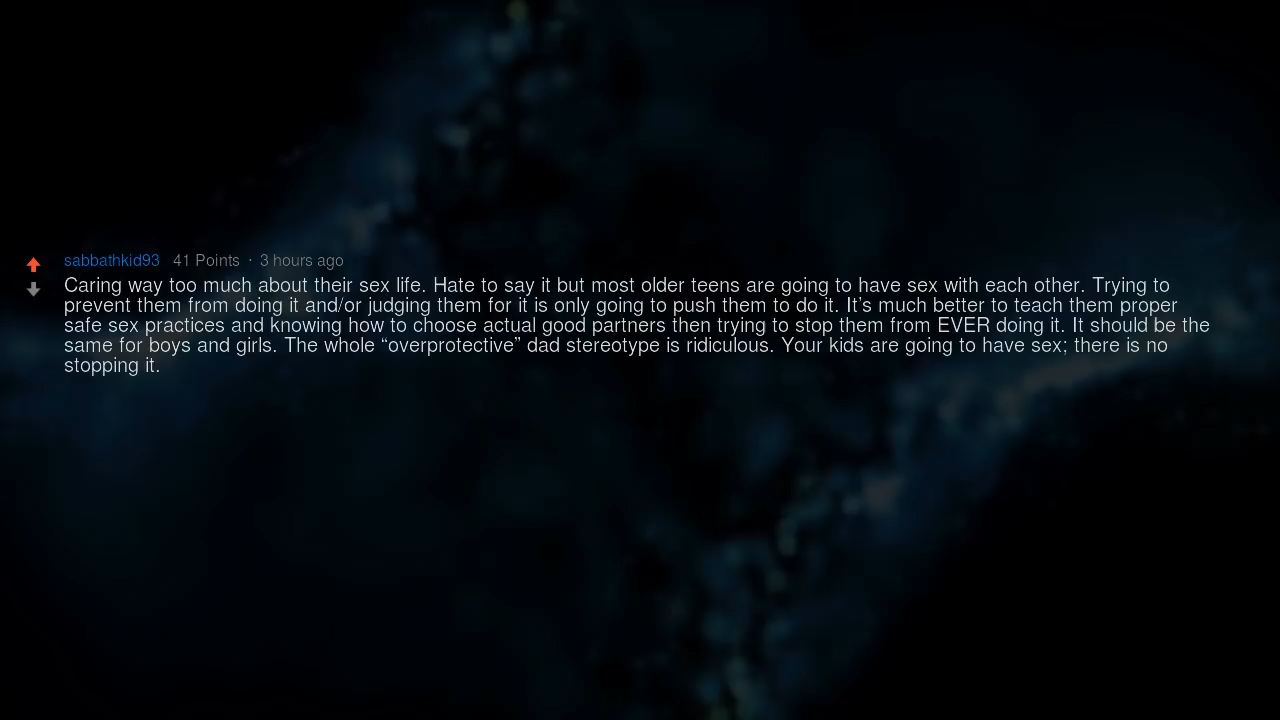 sabbathkid93 41 Points · 3 hours ago
Caring way too much about their sex life. Hate to say it but most older teens are going to have sex with each other. Trying to
prevent them from doing it and/or judging them for it is only going to push them to do it. It’s much better to teach them proper
safe sex practices and knowing how to choose actual good partners then trying to stop them from EVER doing it. It should be the
same for boys and girls. The whole “overprotective” dad stereotype is ridiculous. Your kids are going to have sex; there is no
stopping it.